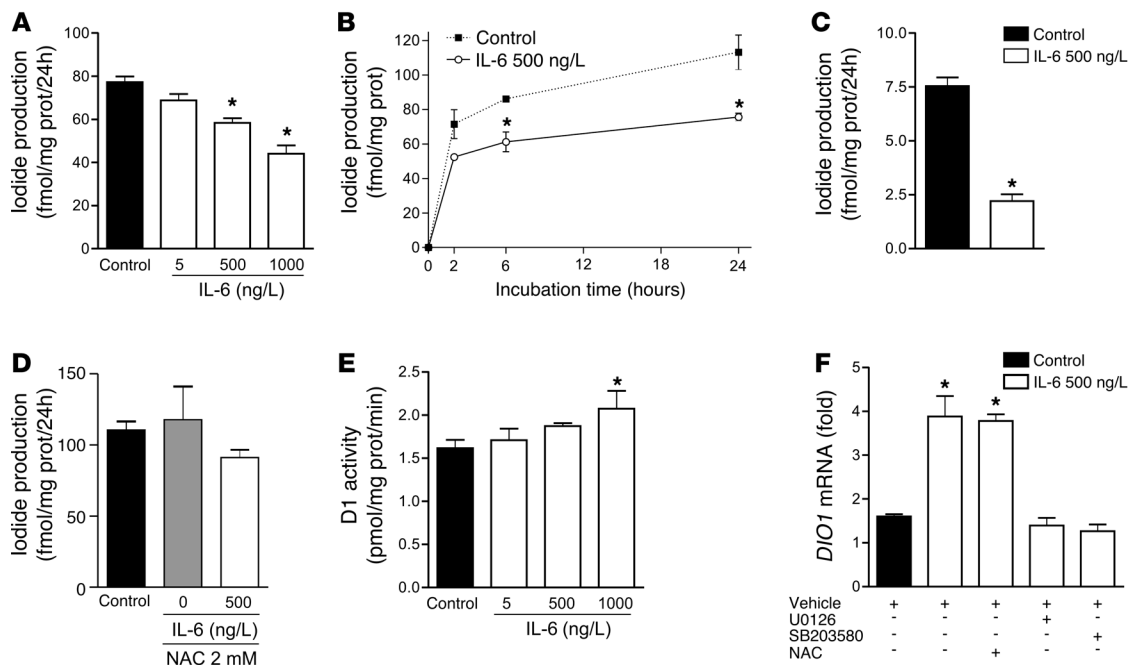 A
Iodide production
(fmol/mg prot/24h)
100
80
60
40
20
0
*
*
Control 5 500 1000
IL-6 (ng/L)
B
Iodide production
(fmol/mg prot)
120
100
80
60
40
20
0
Control
IL-6 500 ng/L
*
*
0 2 6 12 18 24
Incubation time (hours)
C
Iodide production
(fmol/mg prot/24h)
10.0
7.5
5.0
2.5
0.0
Control
IL-6 500 ng/L
*
D
Iodide production
(fmol/mg prot/24h)
150
100
50
0
Control 0 500
IL-6 (ng/L)
NAC 2 mM
E
D1 activity
(pmol/mg prot/min)
2.5
2.0
1.5
1.0
0.5
0.0
*
Control 5 500 1000
IL-6 (ng/L)
F
DIO1 mRNA (fold)
5
4
3
2
1
0
Control
IL-6 500 ng/L
*
*
Vehicle + + + + +
U0126 - - - + -
SB203580 - - - - +
NAC - - + - -